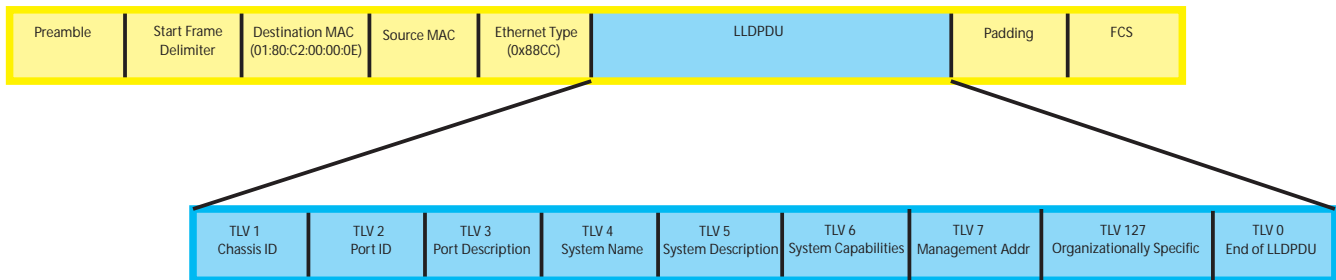 Preamble
Start Frame
Delimiter
Destination MAC
(01:80:C2:00:00:0E)
Source MAC
Ethernet Type
(0x88CC)
LLDPDU
Padding
FCS
TLV 1
Chassis ID
TLV 2
Port ID
TLV 3
Port Description
TLV 4
System Name
TLV 5
System Description
TLV 6
System Capabilities
TLV 7
Management Addr
TLV 127
Organizationally Specific
TLV 0
End of LLDPDU